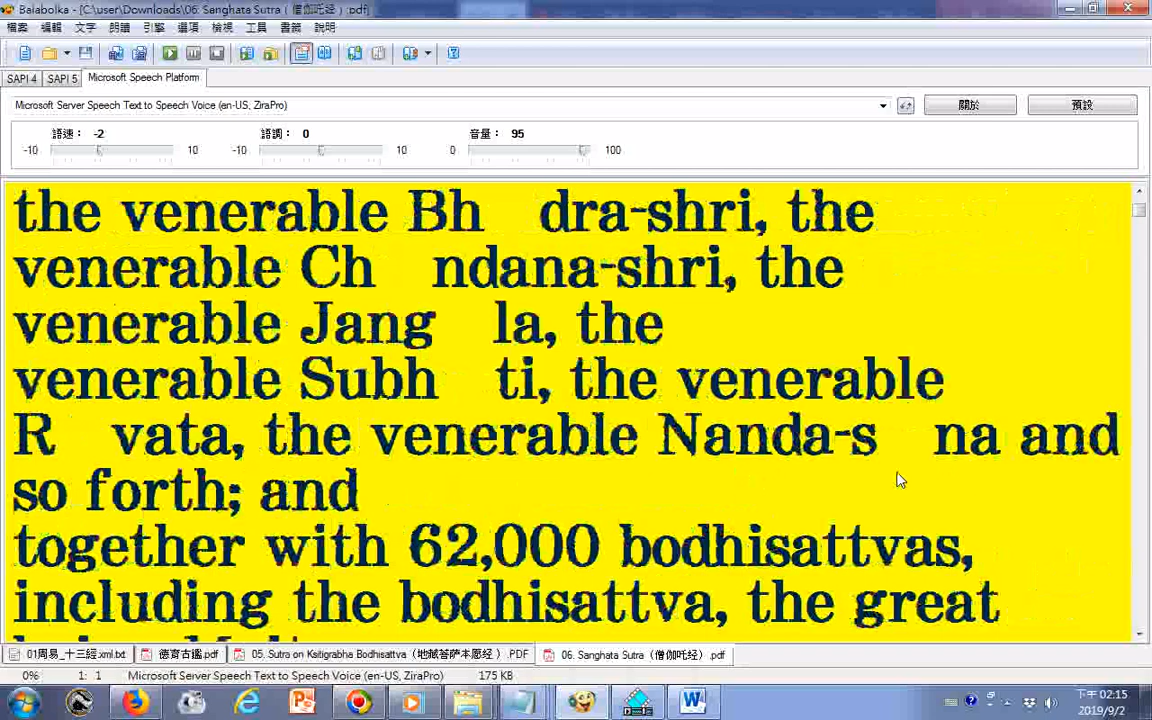 Balabolka - [C:\user\Downloads\06. Sanghata Sutra（僧伽吒经）.pdf]
檔案 編輯 文字 朗讀 引擎 選項 檢視 工具 書籤 說明
SAPI 4 SAPI 5 Microsoft Speech Platform
Microsoft Server Speech Text to Speech Voice (en-US, ZiraPro) 關於 預設
語速： -2 語調： 0 音量： 95
-10 10 -10 10 0 100
the venerable Bh dra-shri, the
venerable Ch ndana-shri, the
venerable Jang la, the
venerable Subh ti, the venerable
R vata, the venerable Nanda-s na and
so forth; and
together with 62,000 bodhisattvas,
including the bodhisattva, the great
01周易_十三經.xml.txt 德育古鑑.pdf 05. Sutra on Ksitigrabha Bodhisattva（地藏菩萨本愿经）.PDF 06. Sanghata Sutra（僧伽吒经）.pdf
0% 1: 1 Microsoft Server Speech Text to Speech Voice (en-US, ZiraPro) 175 KB
下午 02:15
2019/9/2